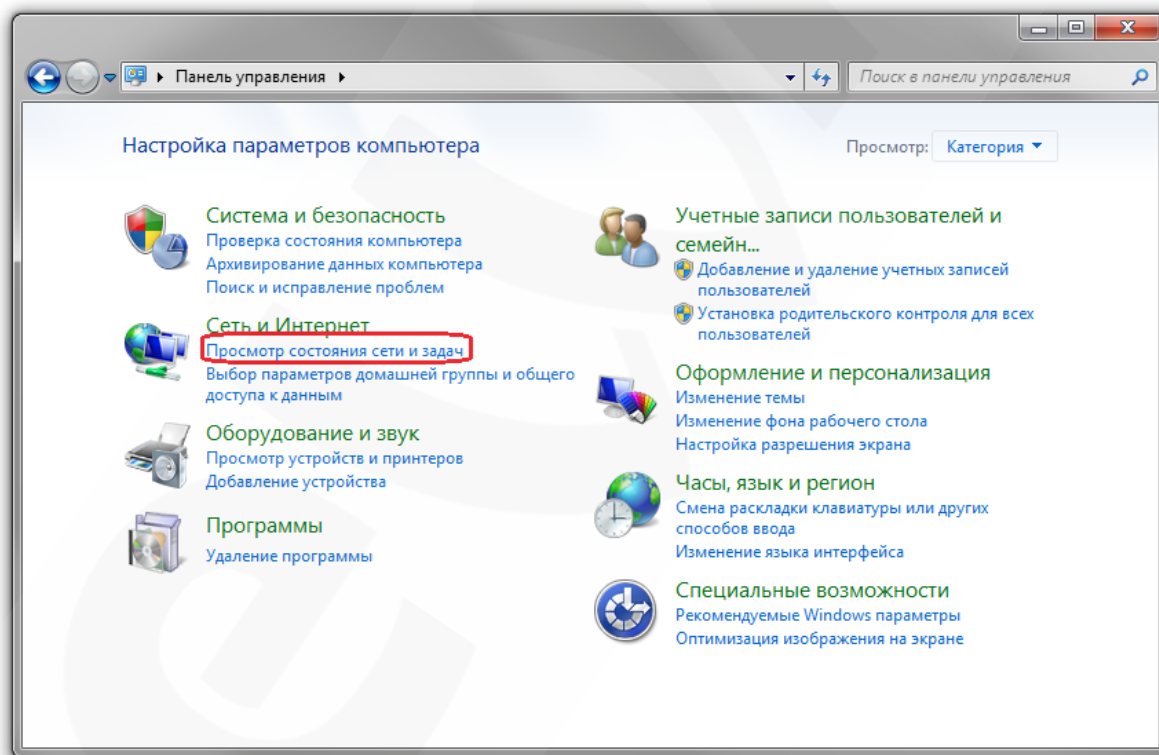 Панель управления
Поиск в панели управления
Настройка параметров компьютера
Просмотр: Категория
Система и безопасность
Проверка состояния компьютера
Архивирование данных компьютера
Поиск и исправление проблем
Сеть и Интернет
Просмотр состояния сети и задач
Выбор параметров домашней группы и общего
доступа к данным
Оборудование и звук
Просмотр устройств и принтеров
Добавление устройства
Программы
Удаление программы
Учетные записи пользователей и
семейн...
Добавление и удаление учетных записей
пользователей
Установка родительского контроля для всех
пользователей
Оформление и персонализация
Изменение темы
Изменение фона рабочего стола
Настройка разрешения экрана
Часы, язык и регион
Смена раскладки клавиатуры или других
способов ввода
Изменение языка интерфейса
Специальные возможности
Рекомендуемые Windows параметры
Оптимизация изображения на экране